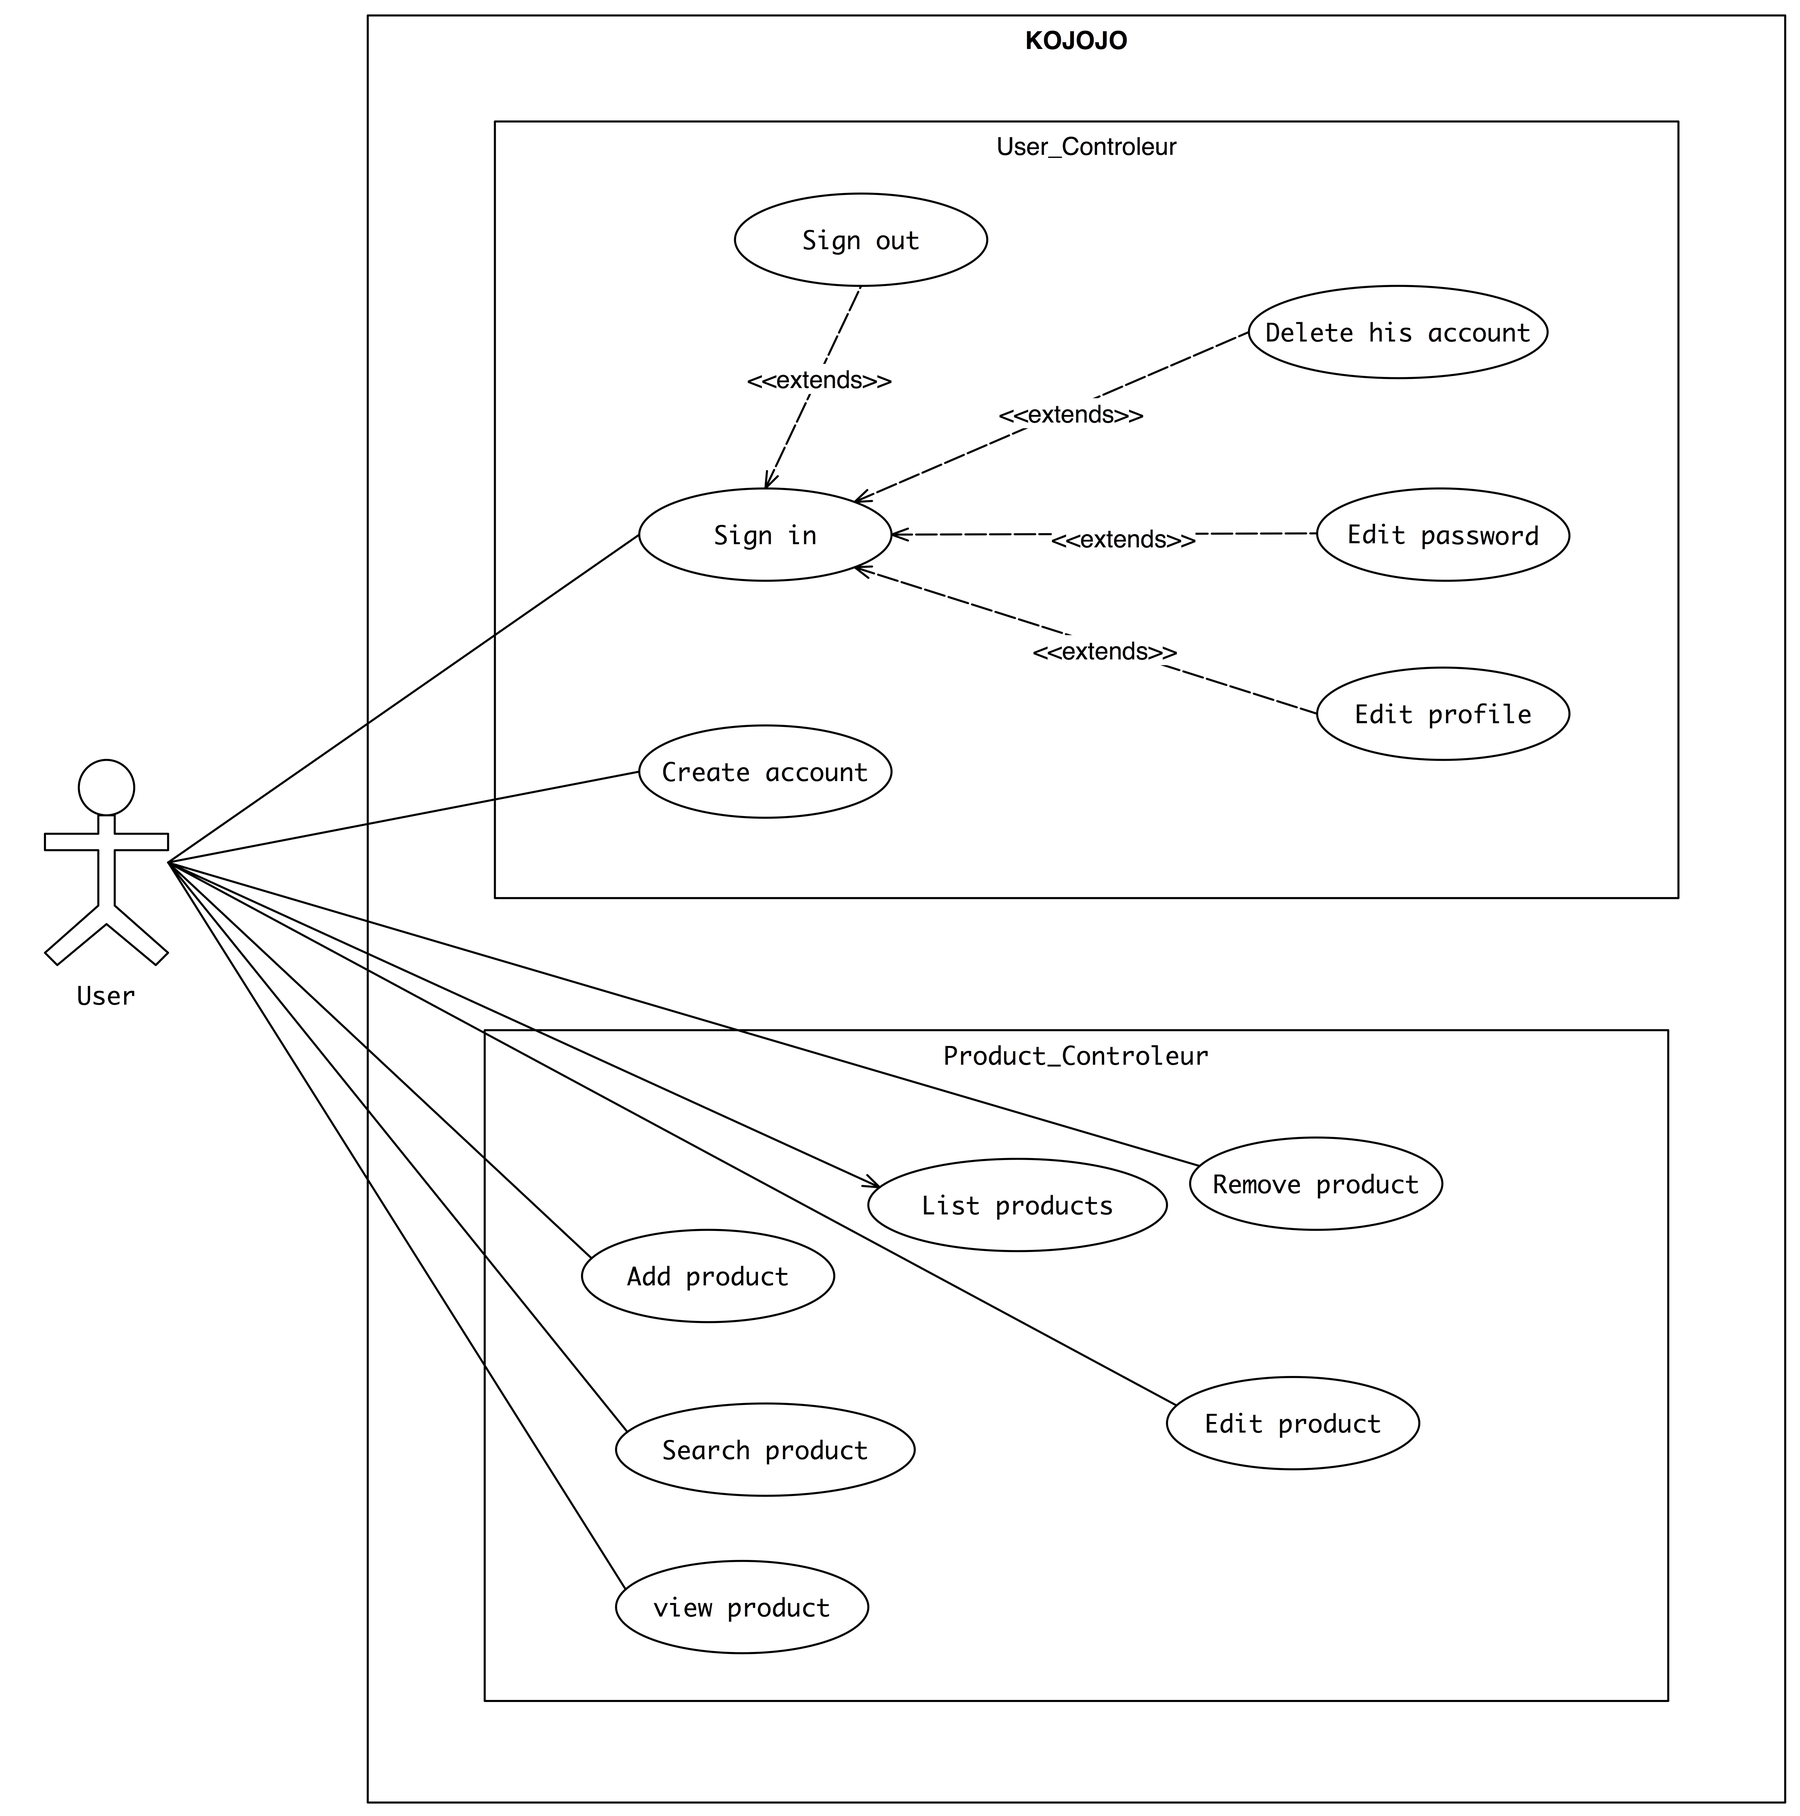 KOJOJO
User_Controleur
Sign out
Delete his account
<<extends>>
<<extends>>
Sign in
<<extends>>
Edit password
<<extends>>
Edit profile
Create account
User
Product_Controleur
Remove product
List products
Add product
Edit product
Search product
view product